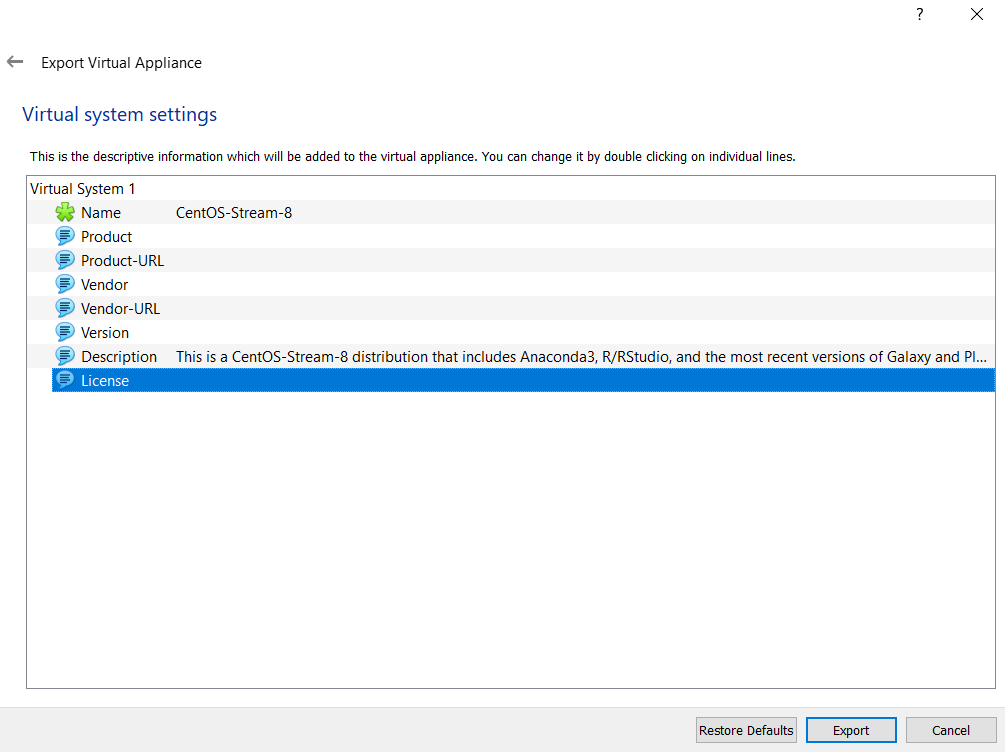 ?
Export Virtual Appliance
Virtual system settings
This is the descriptive information which will be added to the virtual appliance. You can change it by double clicking on individual lines.
Virtual System 1
Name CentOS-Stream-8
Product
Product-URL
Vendor
Vendor-URL
Version
Description This is a CentOS-Stream-8 distribution that includes Anaconda3, R/RStudio, and the most recent versions of Galaxy and Pl...
License
Restore Defaults Export Cancel